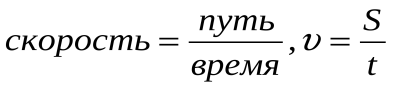 скорость = путь / время, υ = S / t